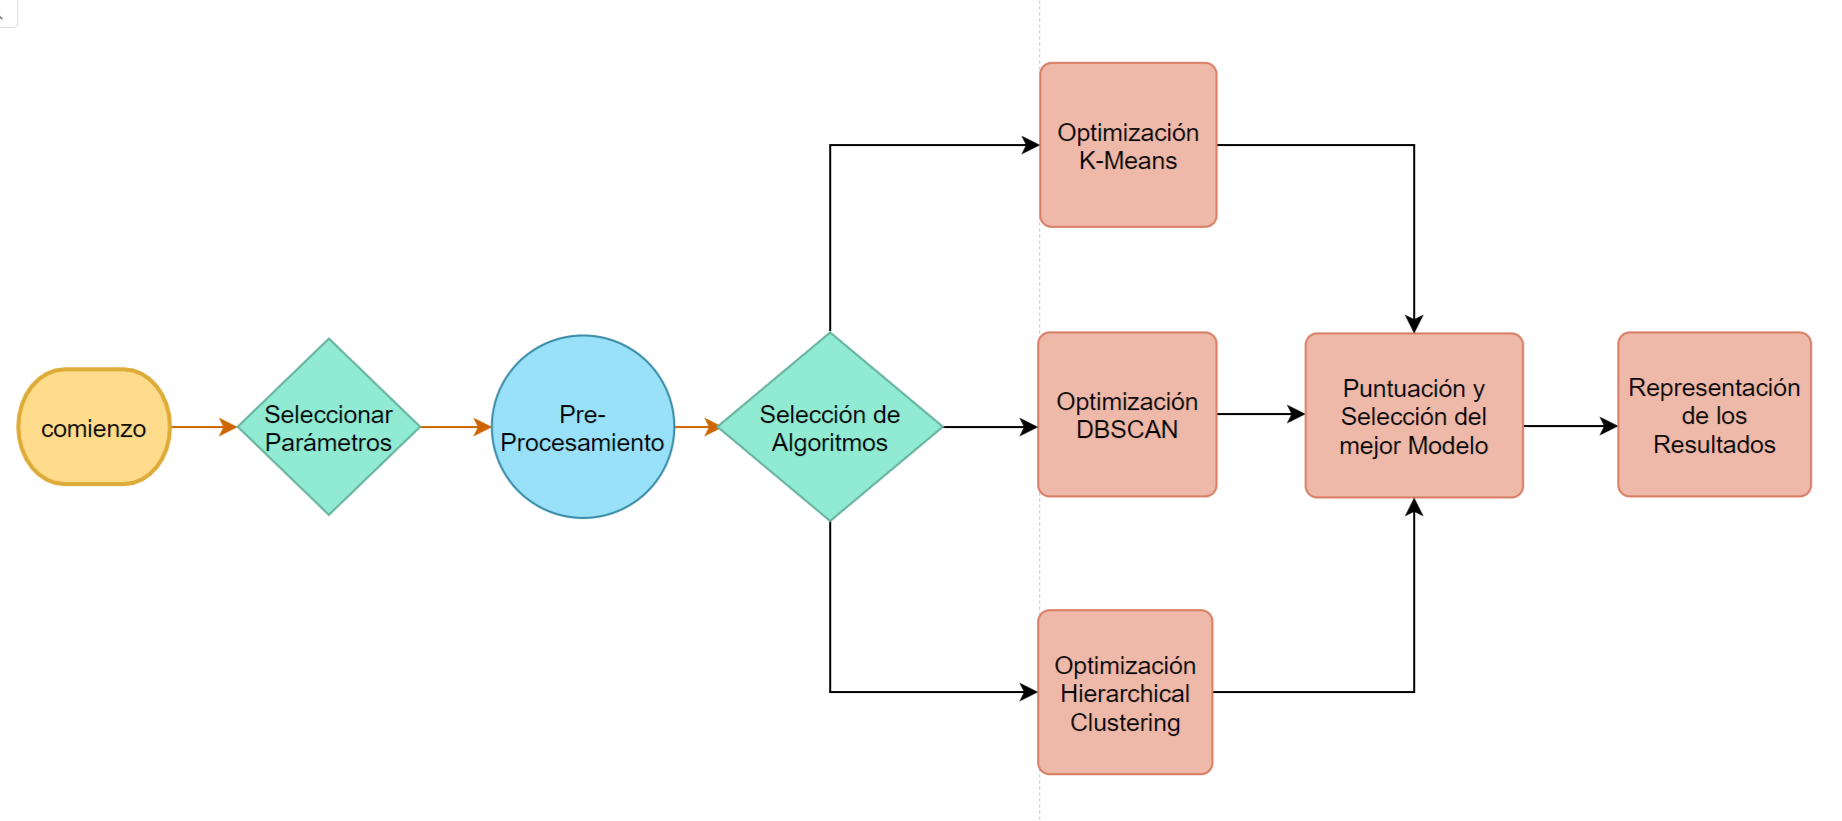 comienzo
Seleccionar
Parámetros
Pre-
Procesamiento
Selección de
Algoritmos
Optimización
K-Means
Optimización
DBSCAN
Optimización
Hierarchical
Clustering
Puntuación y
Selección del
mejor Modelo
Representación
de los
Resultados